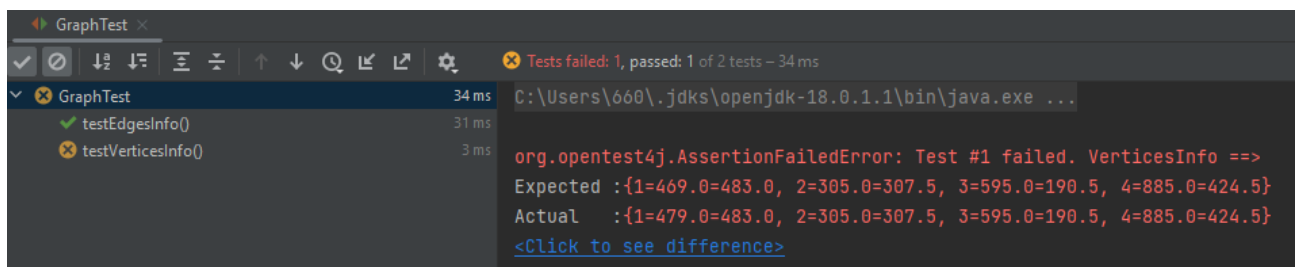 GraphTest
Tests failed: 1, passed: 1 of 2 tests – 34 ms
GraphTest 34 ms
testEdgesInfo() 31 ms
testVerticesInfo() 3 ms
C:\Users\660\.jdks\openjdk-18.0.1.1\bin\java.exe ...
org.opentest4j.AssertionFailedError: Test #1 failed. VerticesInfo ==>
Expected :{1=469.0=483.0, 2=305.0=307.5, 3=595.0=190.5, 4=885.0=424.5}
Actual   :{1=479.0=483.0, 2=305.0=307.5, 3=595.0=190.5, 4=885.0=424.5}
<Click to see difference>